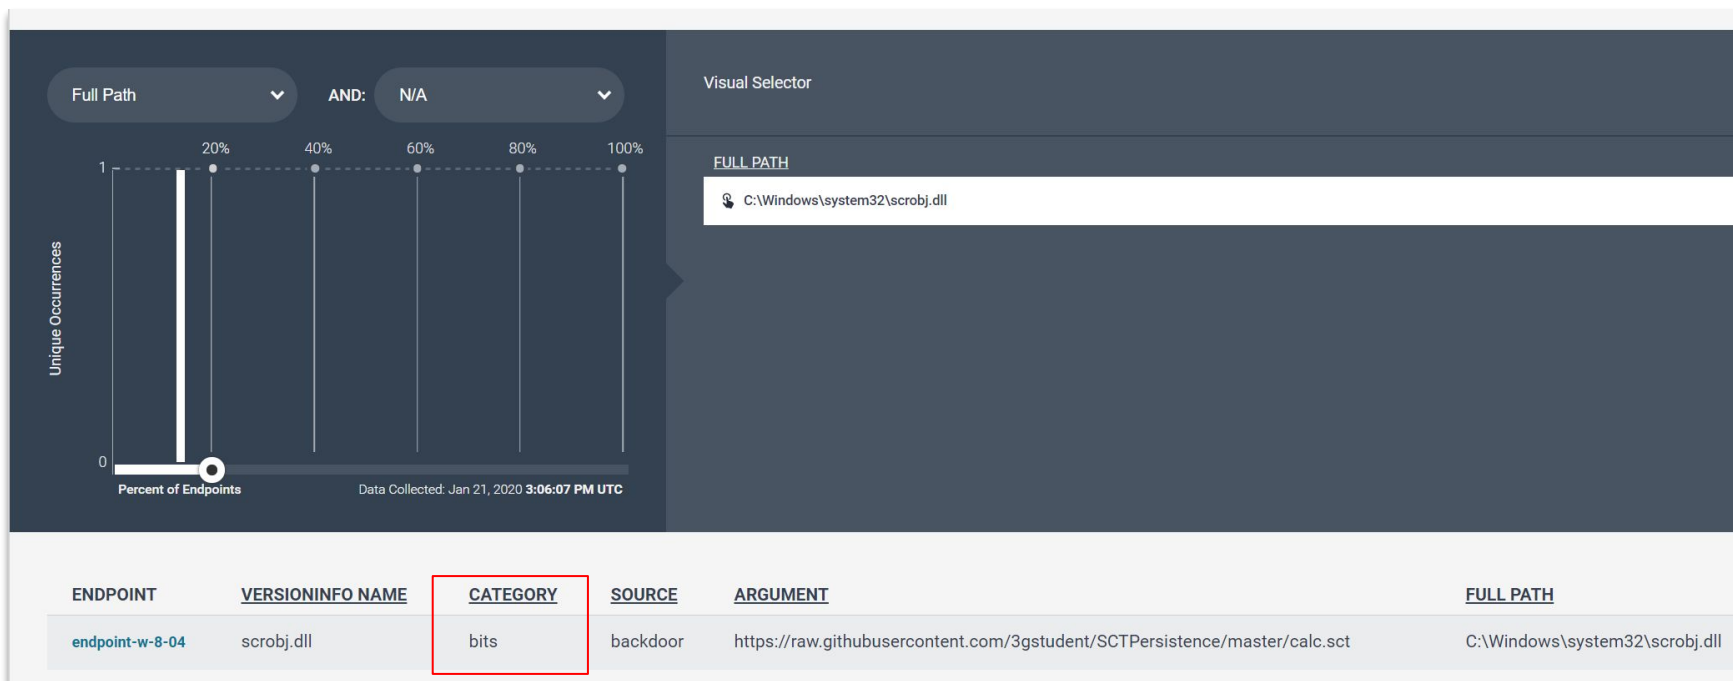 Full Path AND: N/A
20% 40% 60% 80% 100%
1
Unique Occurrences
0
Percent of Endpoints Data Collected: Jan 21, 2020 3:06:07 PM UTC
Visual Selector
FULL PATH
C:\Windows\system32\scrobj.dll
ENDPOINT VERSIONINFO NAME CATEGORY SOURCE ARGUMENT FULL PATH
endpoint-w-8-04 scrobj.dll bits backdoor https://raw.githubusercontent.com/3gstudent/SCTPersistence/master/calc.sct C:\Windows\system32\scrobj.dll